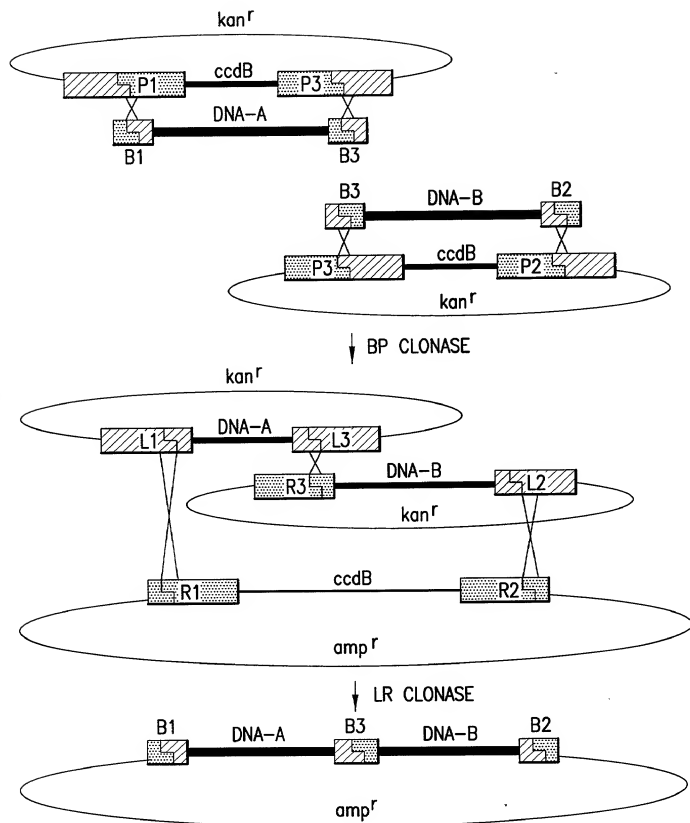 kanʳ
ccdB
P1 P3
DNA-A
B1 B3
B3 DNA-B B2
P3 ccdB P2
kanʳ
BP CLONASE
kanʳ
L1 DNA-A L3
R3 DNA-B L2
kanʳ
R1 ccdB R2
ampʳ
LR CLONASE
B1 DNA-A B3 DNA-B B2
ampʳ